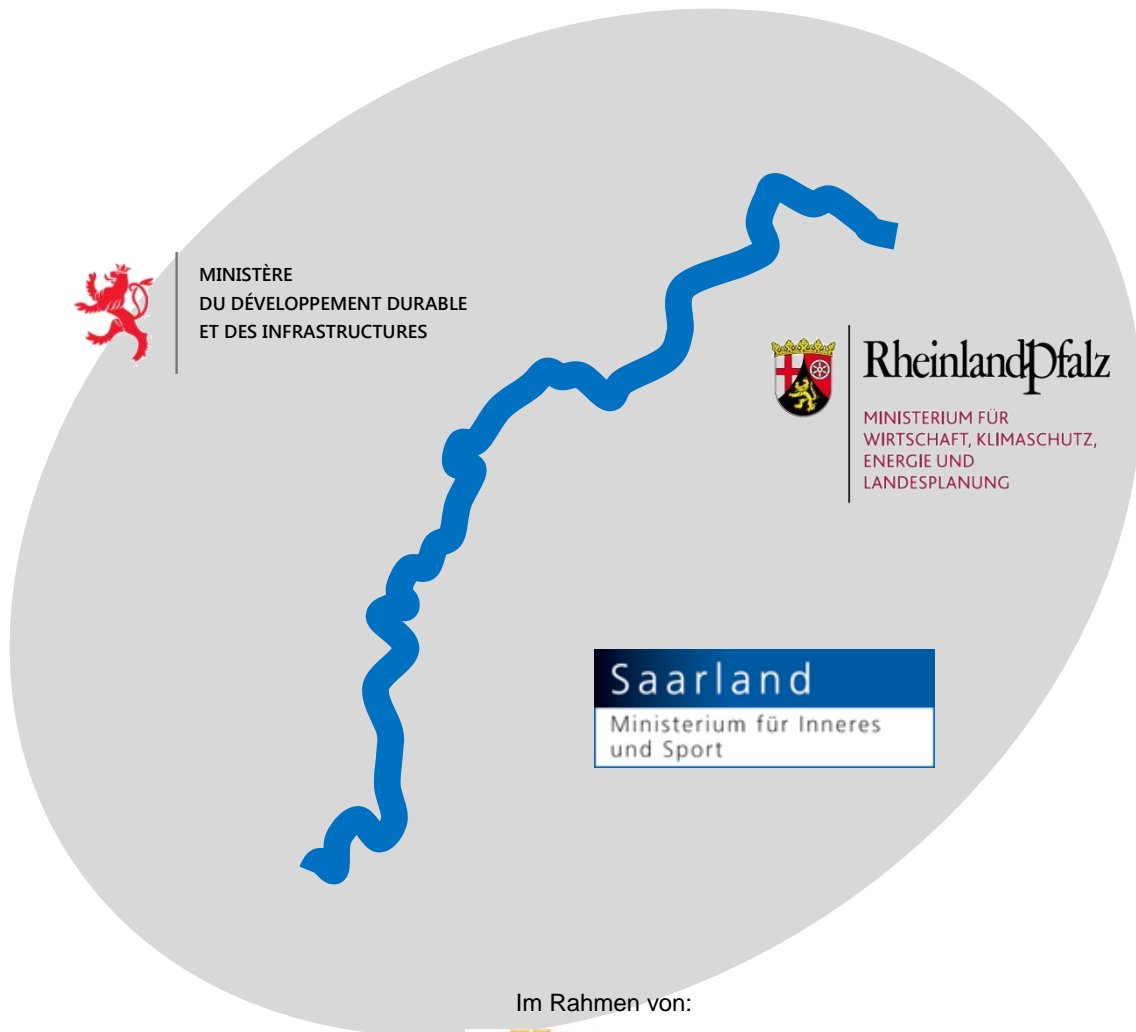 MINISTÈRE
DU DÉVELOPPEMENT DURABLE
ET DES INFRASTRUCTURES
RheinlandPfalz
MINISTERIUM FÜR
WIRTSCHAFT, KLIMASCHUTZ,
ENERGIE UND
LANDESPLANUNG
Saarland
Ministerium für Inneres
und Sport
Im Rahmen von: